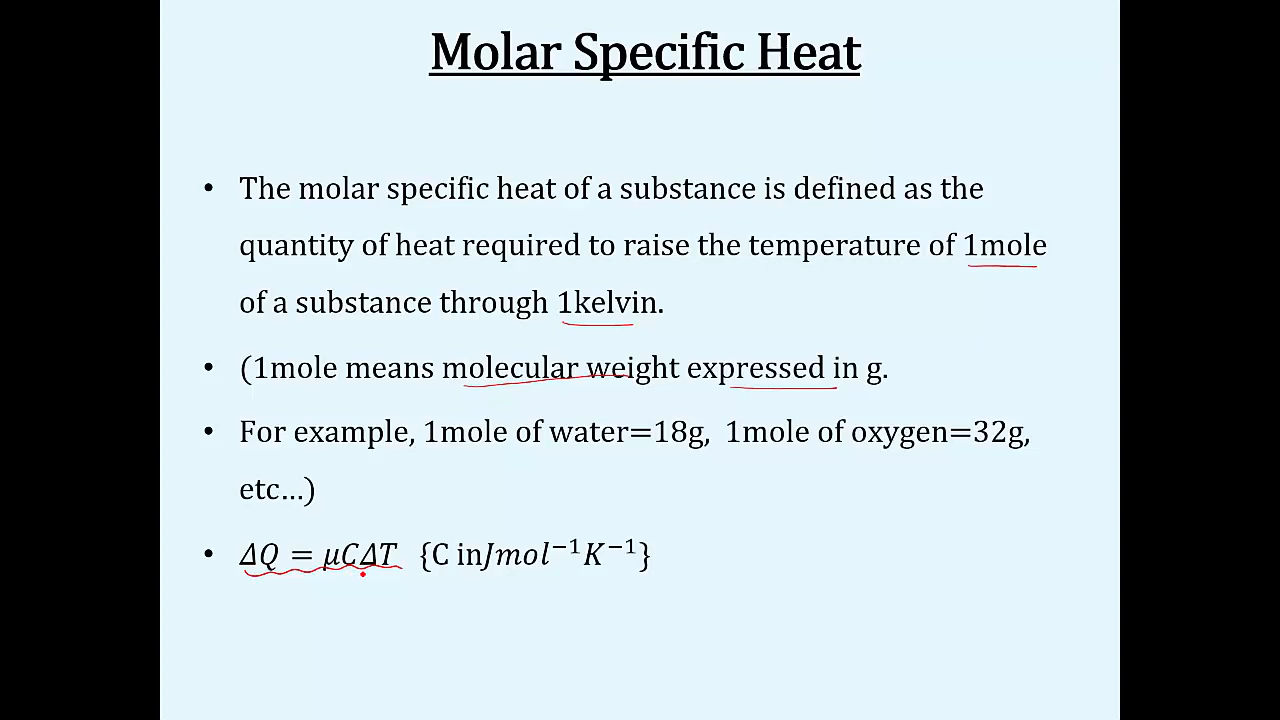 Molar Specific Heat
• The molar specific heat of a substance is defined as the
quantity of heat required to raise the temperature of 1mole
of a substance through 1kelvin.
• (1mole means molecular weight expressed in g.
• For example, 1mole of water=18g, 1mole of oxygen=32g,
etc…)
• 𝛥𝑄 = 𝜇𝐶𝛥𝑇 {C in𝐽𝑚𝑜𝑙⁻¹𝐾⁻¹}